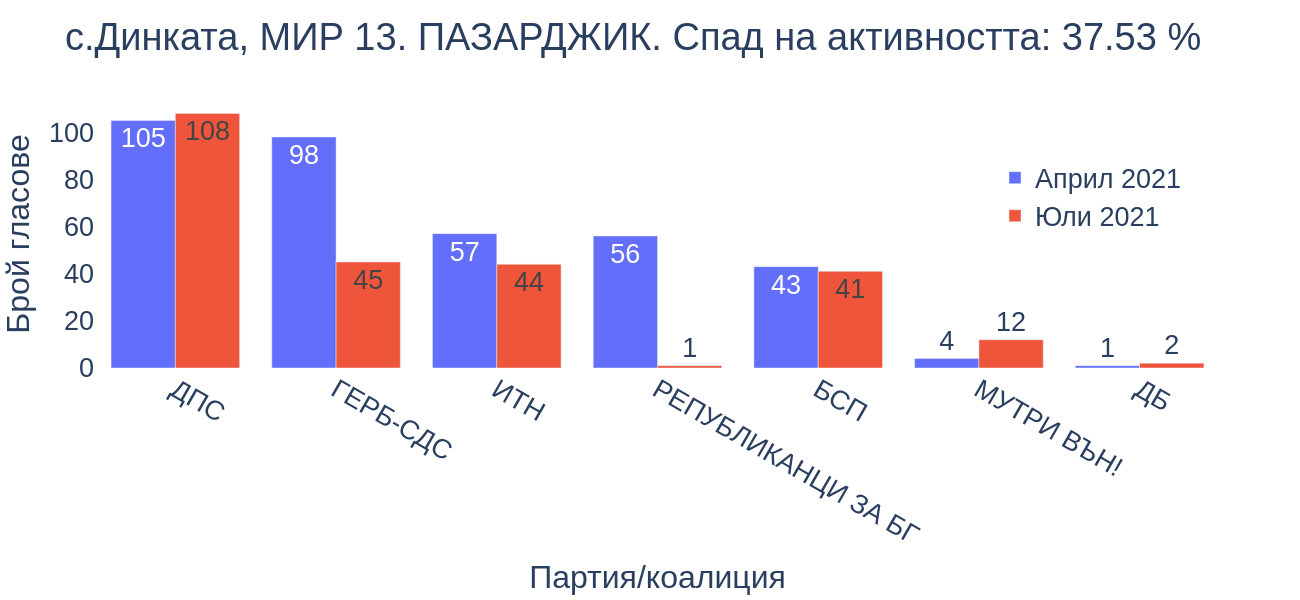 с.Динката, МИР 13. ПАЗАРДЖИК. Спад на активността: 37.53 %
Брой гласове
100
80
60
40
20
0
105
108
98
45
57
44
56
1
43
41
4
12
1
2
Април 2021
Юли 2021
ДПС
ГЕРБ-СДС
ИТН
РЕПУБЛИКАНЦИ ЗА БГ
БСП
МУТРИ ВЪН!
ДБ
Партия/коалиция